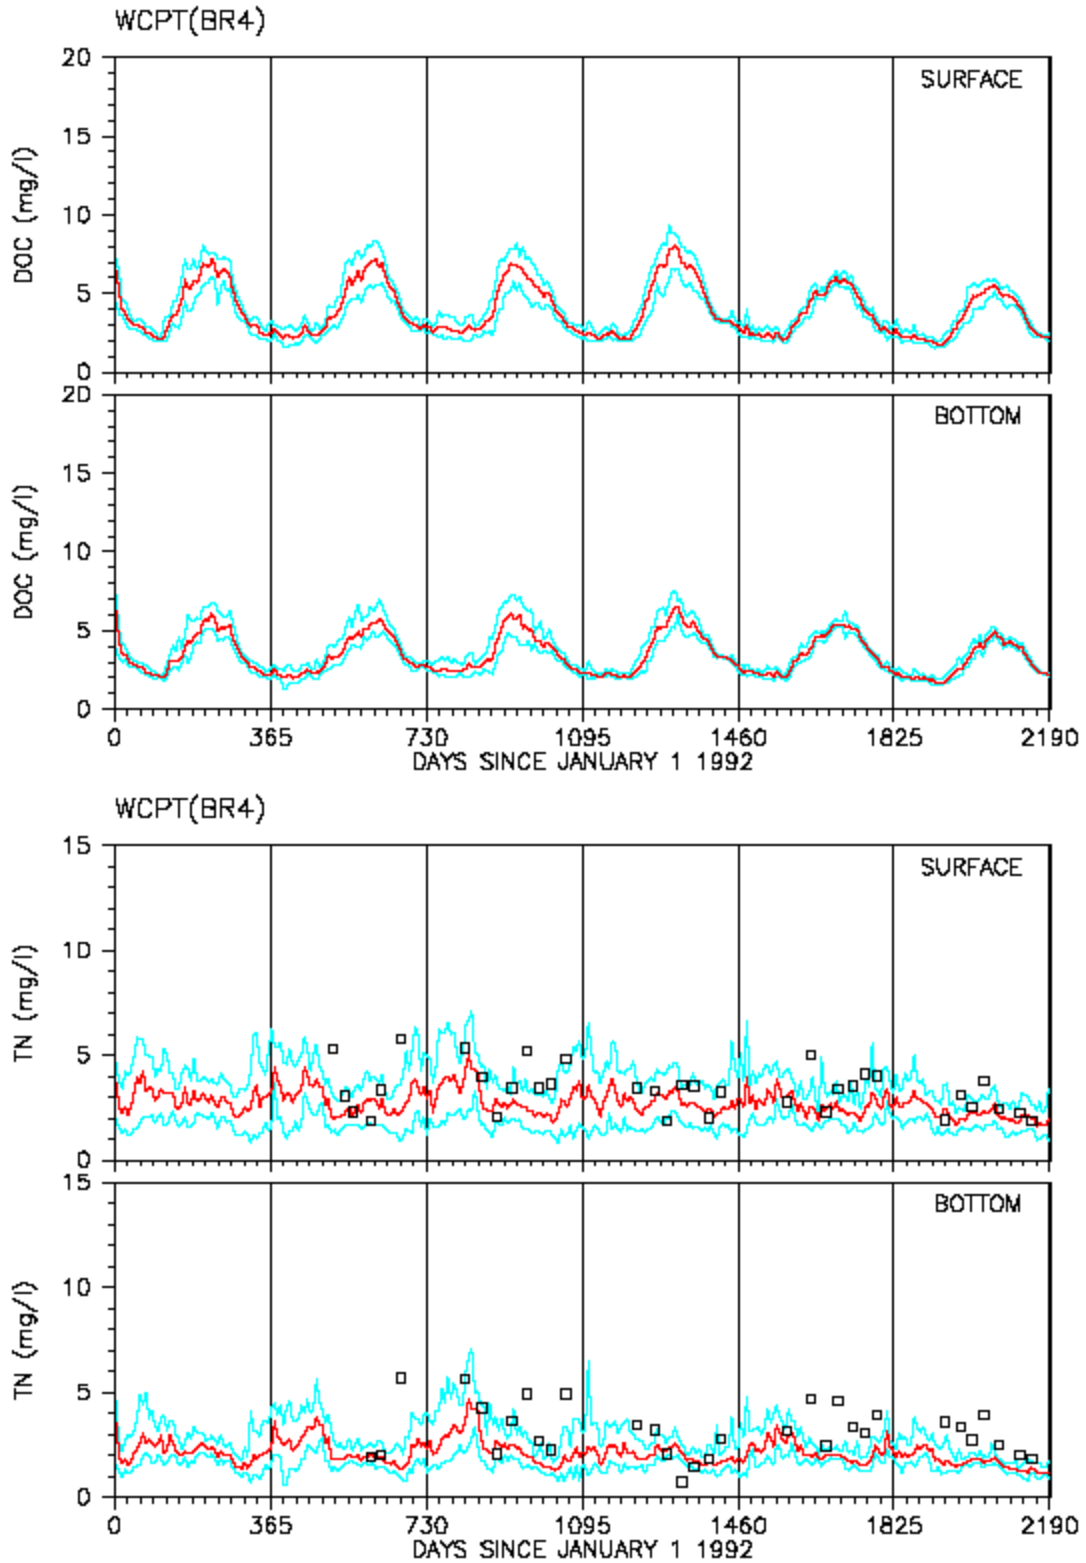 WCPT(BR4)
20
SURFACE
15
DOC (mg/l)
10
5
0
20
BOTTOM
15
DOC (mg/l)
10
5
0
0 365 730 1095 1460 1825 2190
DAYS SINCE JANUARY 1 1992
WCPT(BR4)
15
SURFACE
10
TN (mg/l)
5
0
15
BOTTOM
10
TN (mg/l)
5
0
0 365 730 1095 1460 1825 2190
DAYS SINCE JANUARY 1 1992